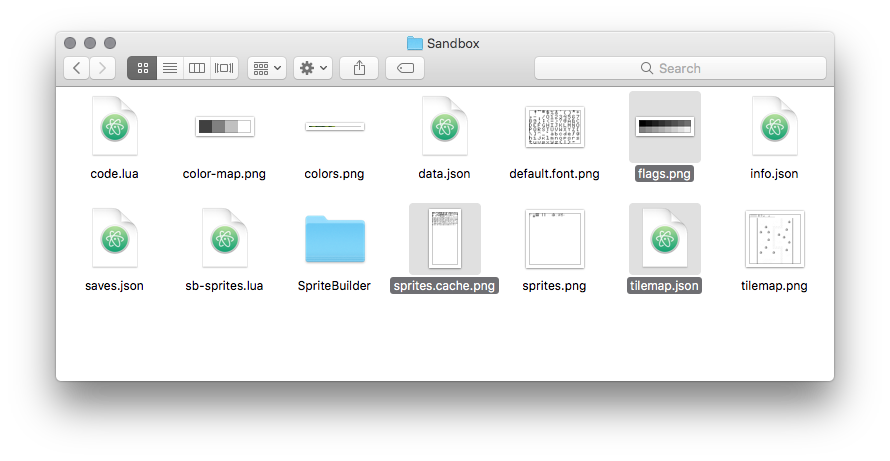 Sandbox
Search
code.lua
color-map.png
colors.png
data.json
default.font.png
flags.png
info.json
saves.json
sb-sprites.lua
SpriteBuilder
sprites.cache.png
sprites.png
tilemap.json
tilemap.png